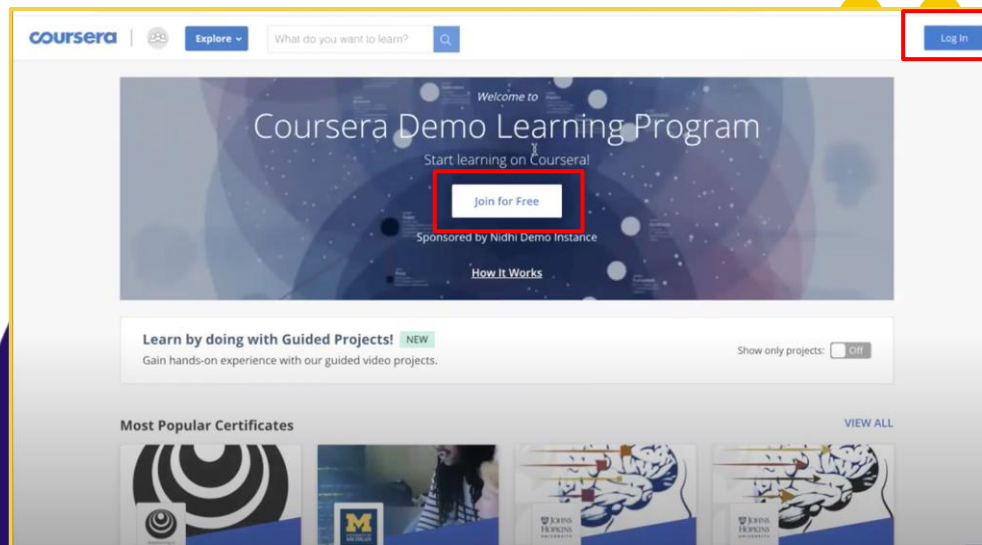 coursera
Explore
What do you want to learn?
Log In
Welcome to
Coursera Demo Learning Program
Start learning on Coursera!
Join for Free
Sponsored by Nidhi Demo Instance
How It Works
Learn by doing with Guided Projects! NEW
Gain hands-on experience with our guided video projects.
Show only projects: Off
Most Popular Certificates
VIEW ALL
JOHNS HOPKINS
UNIVERSITY
JOHNS HOPKINS
UNIVERSITY